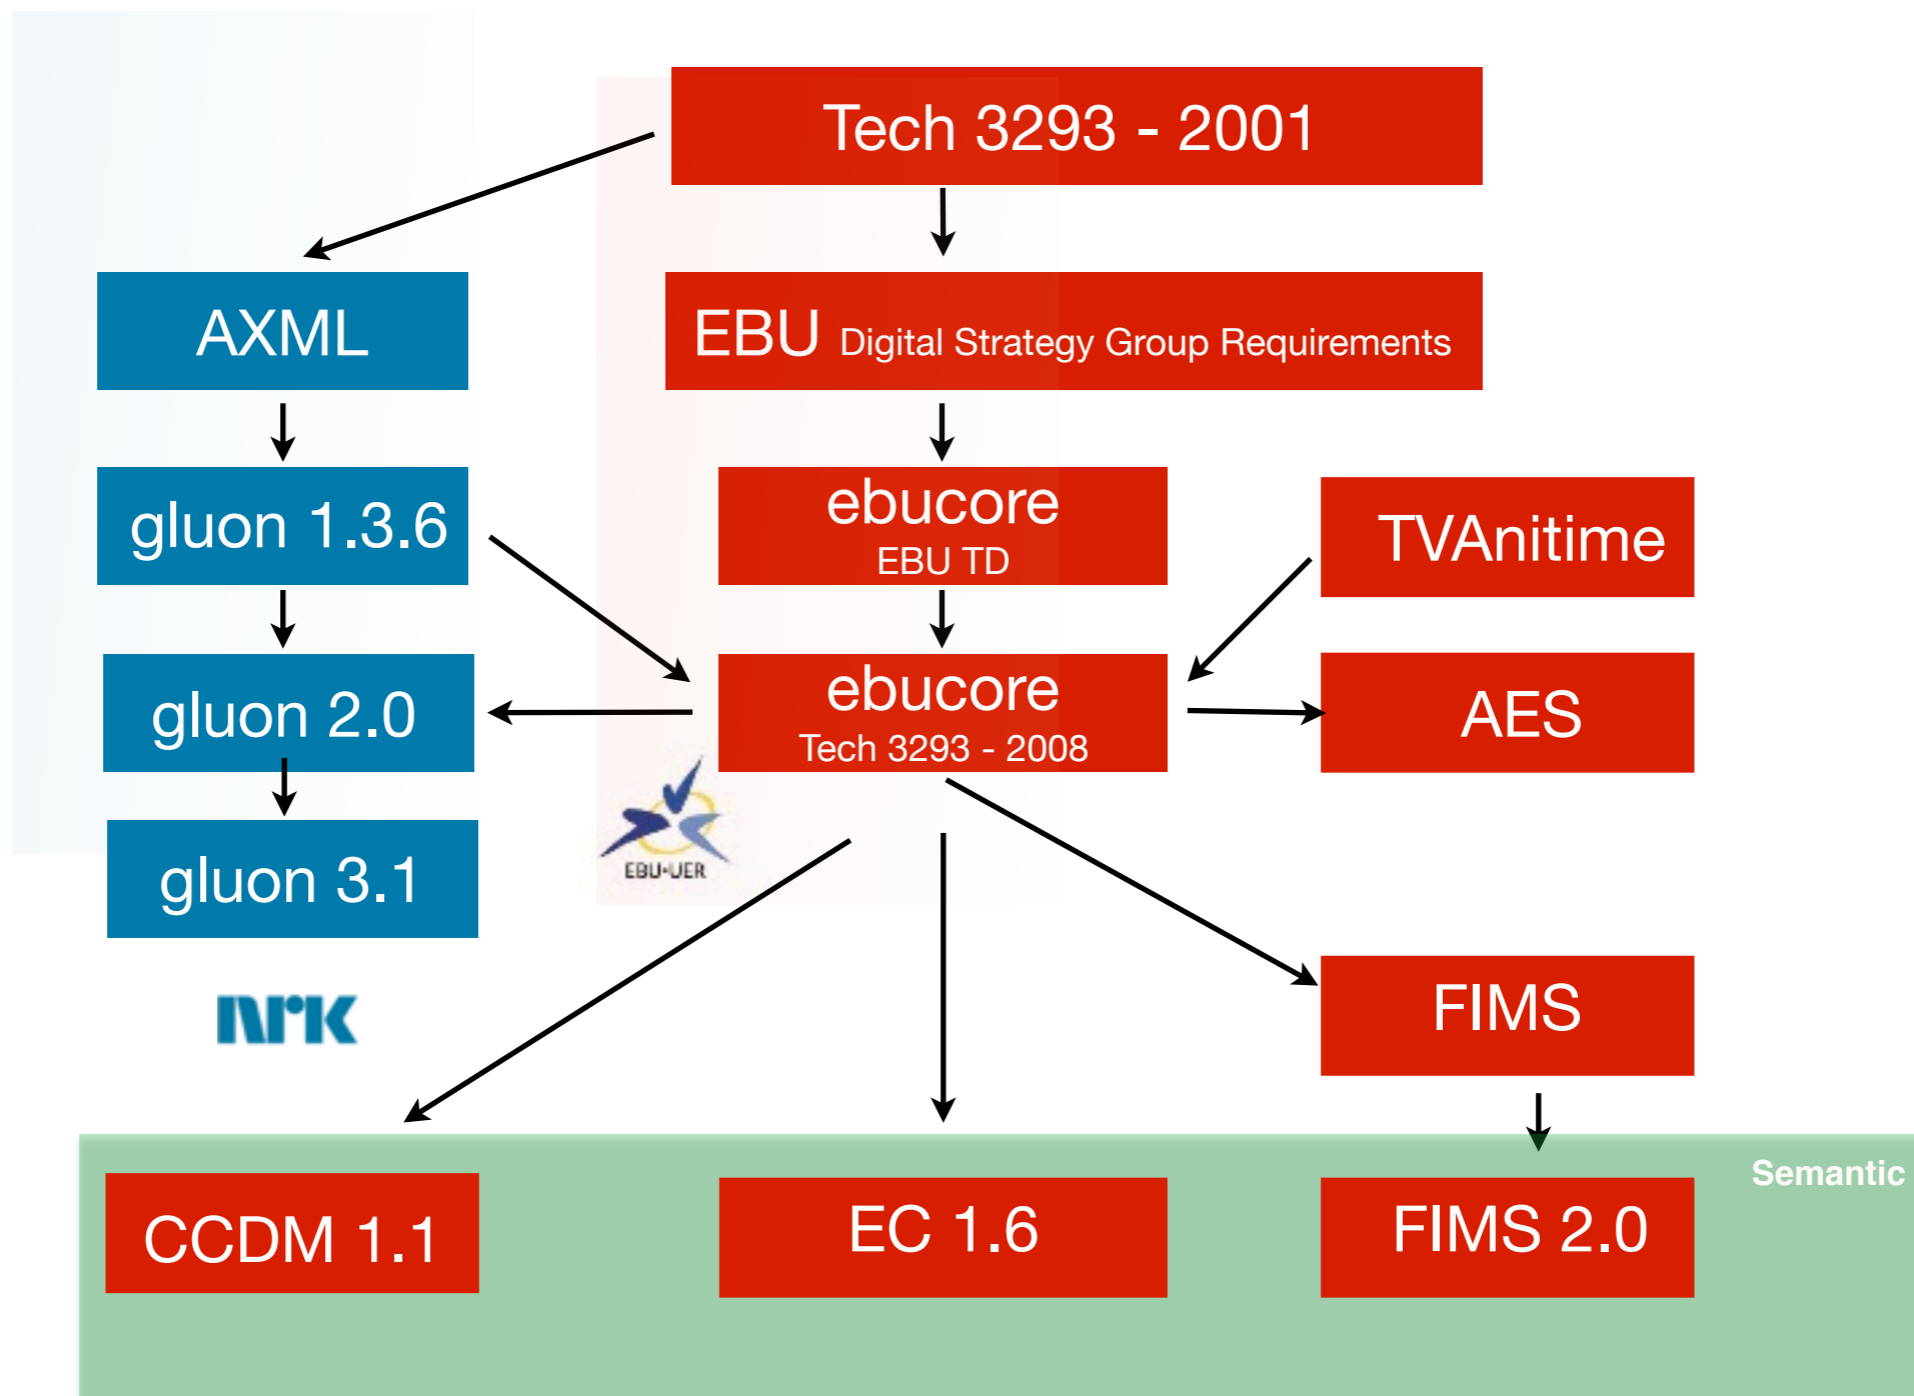 Tech 3293 - 2001
AXML
EBU Digital Strategy Group Requirements
gluon 1.3.6
ebucore
EBU TD
TVAnitime
gluon 2.0
ebucore
Tech 3293 - 2008
AES
gluon 3.1
EBU•UER
NrK
FIMS
Semantic
CCDM 1.1
EC 1.6
FIMS 2.0